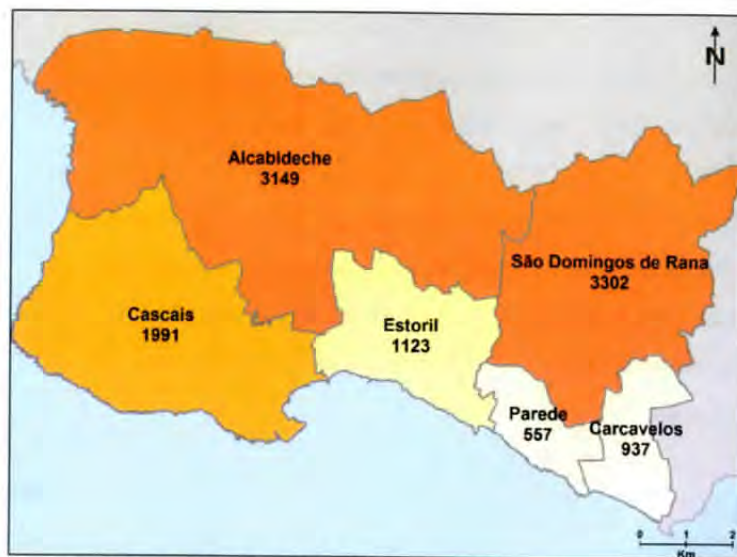 N
Alcabideche
3149
São Domingos de Rana
3302
Cascais
1991
Estoril
1123
Parede
557
Carcavelos
937
0 1 2
Km